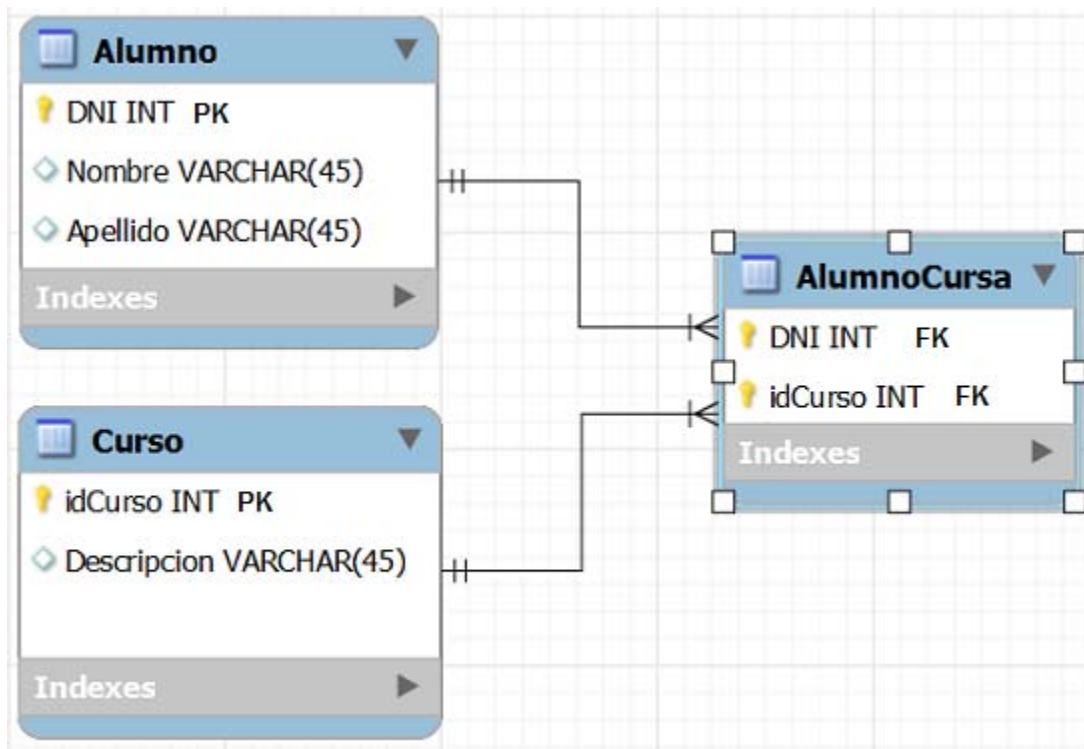 Alumno
DNI INT PK
Nombre VARCHAR(45)
Apellido VARCHAR(45)
Indexes
Curso
idCurso INT PK
Descripcion VARCHAR(45)
Indexes
AlumnoCursa
DNI INT FK
idCurso INT FK
Indexes